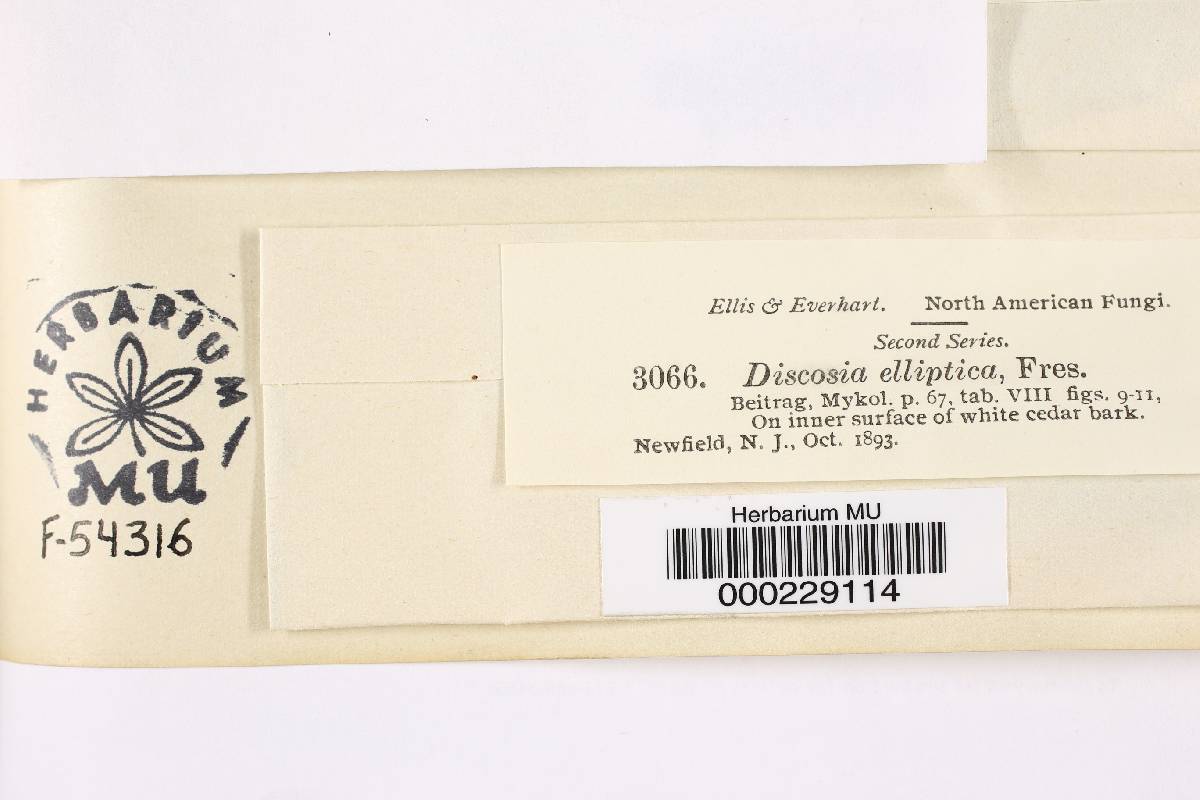 HERBARIUM
MU
F-54316
Ellis & Everhart. North American Fungi.
Second Series.
3066. Discosia elliptica, Fres.
Beitrag, Mykol. p. 67, tab. VIII figs. 9-11,
On inner surface of white cedar bark.
Newfield, N. J., Oct. 1893.
Herbarium MU
000229114